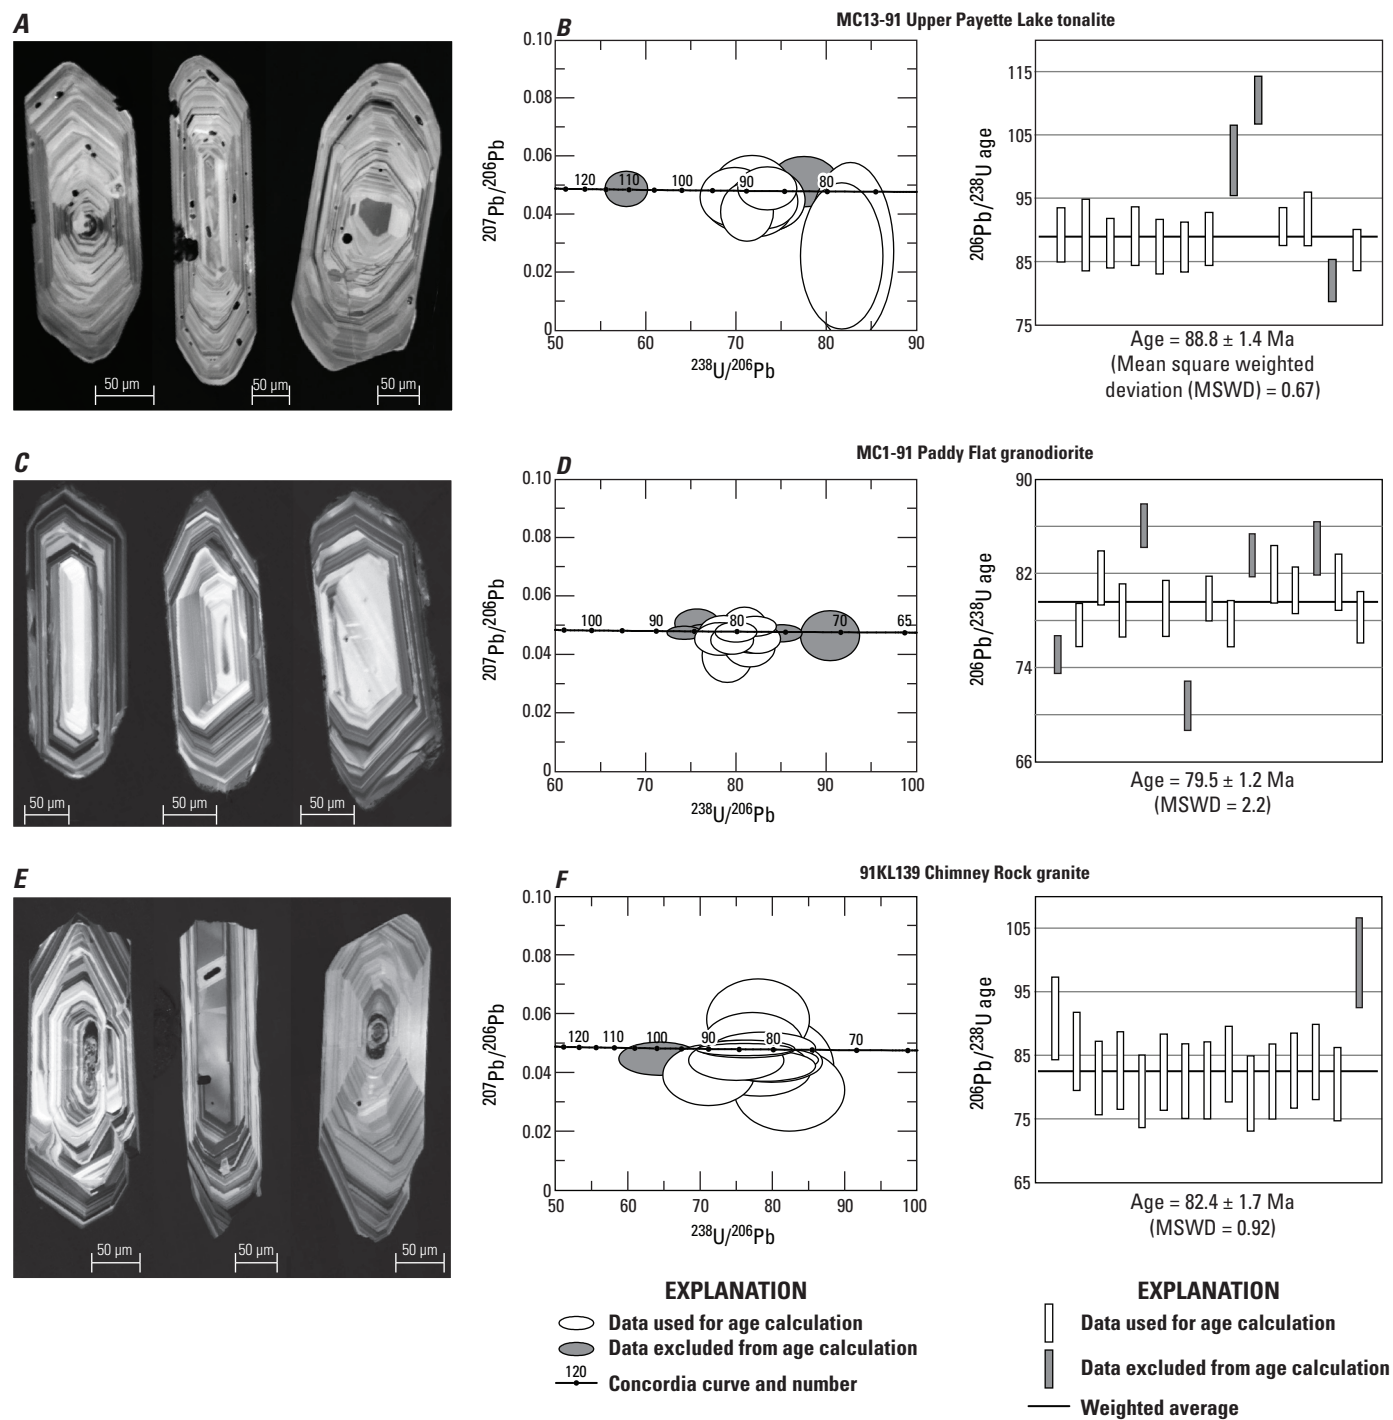 A
50 µm
50 µm
50 µm
B
MC13-91 Upper Payette Lake tonalite
0.10
0.08
0.06
0.04
0.02
0
207Pb/206Pb
120
110
100
90
80
50
60
70
80
90
238U/206Pb
115
105
95
85
75
206Pb/238U age
Age = 88.8 ± 1.4 Ma
(Mean square weighted
deviation (MSWD) = 0.67)
C
50 µm
50 µm
50 µm
D
MC1-91 Paddy Flat granodiorite
0.10
0.08
0.06
0.04
0.02
0
207Pb/206Pb
100
90
80
70
65
60
70
80
90
100
238U/206Pb
90
82
74
66
206Pb/238U age
Age = 79.5 ± 1.2 Ma
(MSWD = 2.2)
E
50 µm
50 µm
50 µm
F
91KL139 Chimney Rock granite
0.10
0.08
0.06
0.04
0.02
0
207Pb/206Pb
120
110
100
90
80
70
50
60
70
80
90
100
238U/206Pb
105
95
85
75
65
206Pb/238U age
Age = 82.4 ± 1.7 Ma
(MSWD = 0.92)
EXPLANATION
Data used for age calculation
Data excluded from age calculation
120
Concordia curve and number
EXPLANATION
Data used for age calculation
Data excluded from age calculation
Weighted average